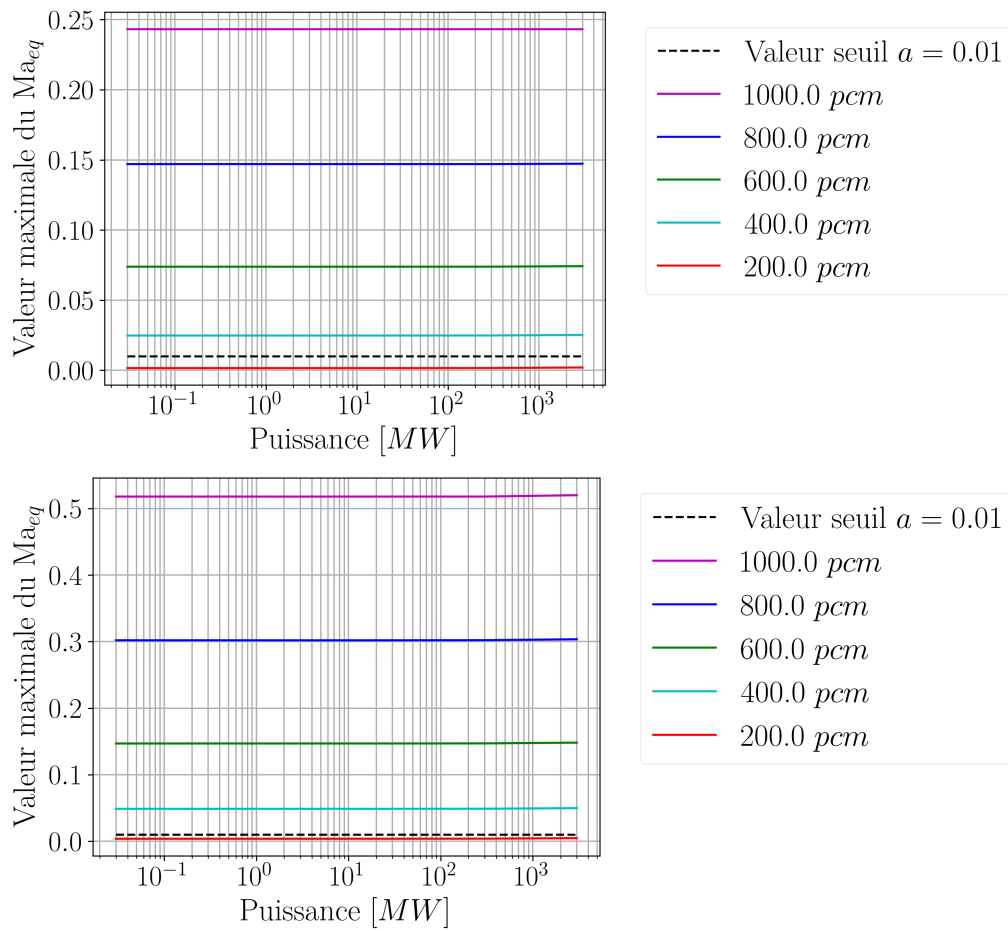 Valeur maximale du Ma_eq
0.25
0.20
0.15
0.10
0.05
0.00
10^−1
10^0
10^1
10^2
10^3
Puissance [MW]
Valeur seuil a = 0.01
1000.0 pcm
800.0 pcm
600.0 pcm
400.0 pcm
200.0 pcm
Valeur maximale du Ma_eq
0.5
0.4
0.3
0.2
0.1
0.0
10^−1
10^0
10^1
10^2
10^3
Puissance [MW]
Valeur seuil a = 0.01
1000.0 pcm
800.0 pcm
600.0 pcm
400.0 pcm
200.0 pcm